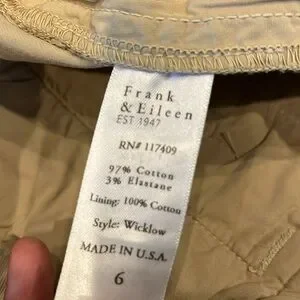 Frank
& Eileen
EST 1947
RN# 117409
97% Cotton
3% Elastane
Lining: 100% Cotton
Style: Wicklow
MADE IN U.S.A.
6